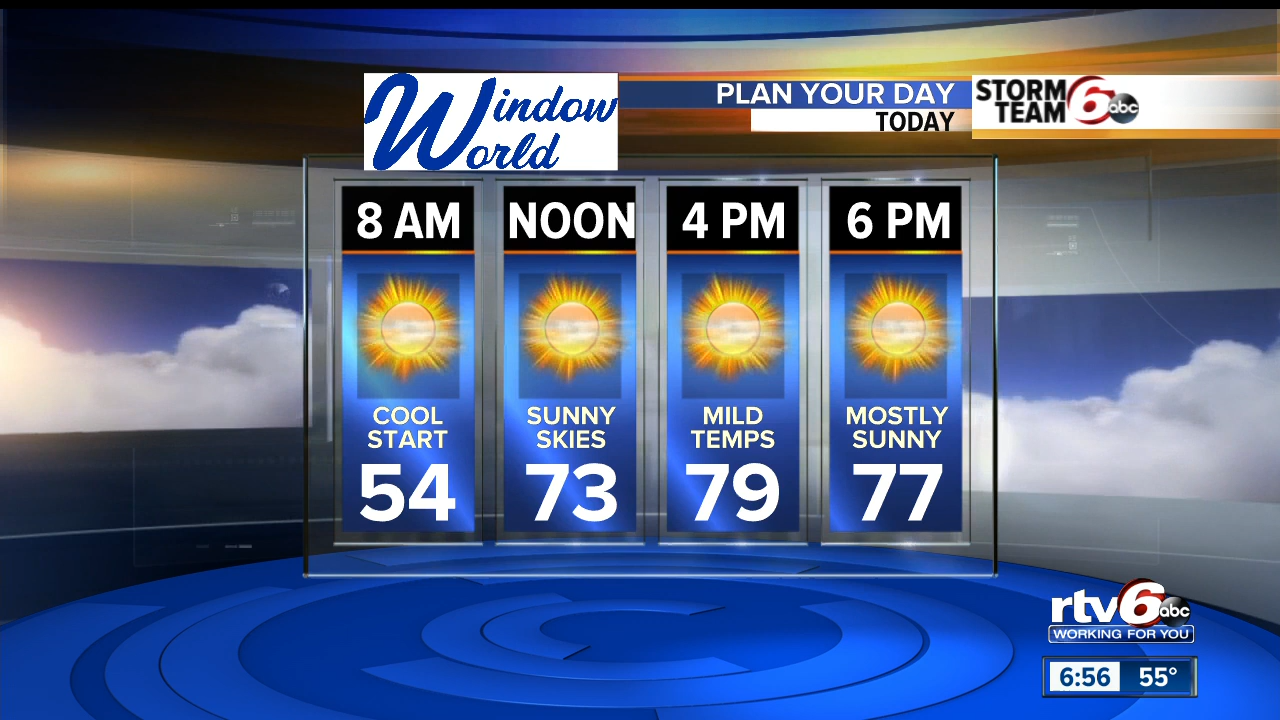 Window
World
PLAN YOUR DAY
TODAY
STORM
TEAM 6 abc
8 AM
NOON
4 PM
6 PM
COOL
START
54
SUNNY
SKIES
73
MILD
TEMPS
79
MOSTLY
SUNNY
77
rtv6 abc
WORKING FOR YOU
6:56 55°